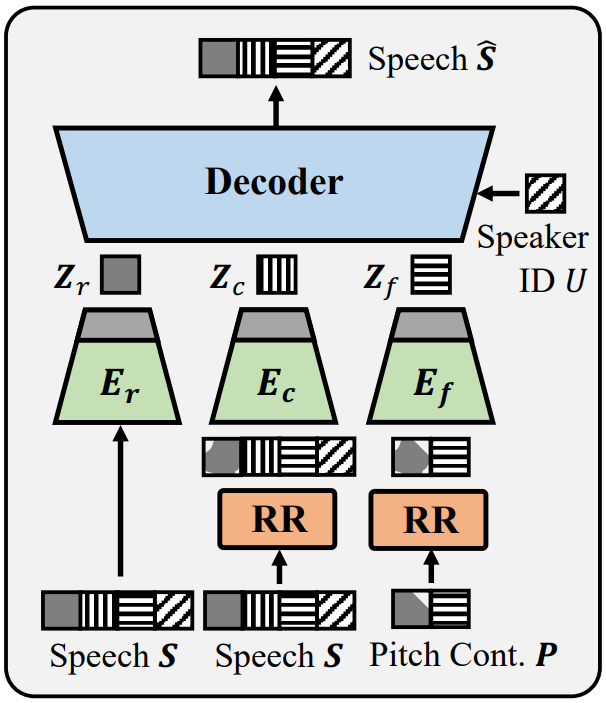 Speech Ŝ
Decoder
Speaker
ID U
Z_r
Z_c
Z_f
E_r
E_c
E_f
RR
RR
Speech S
Speech S
Pitch Cont. P